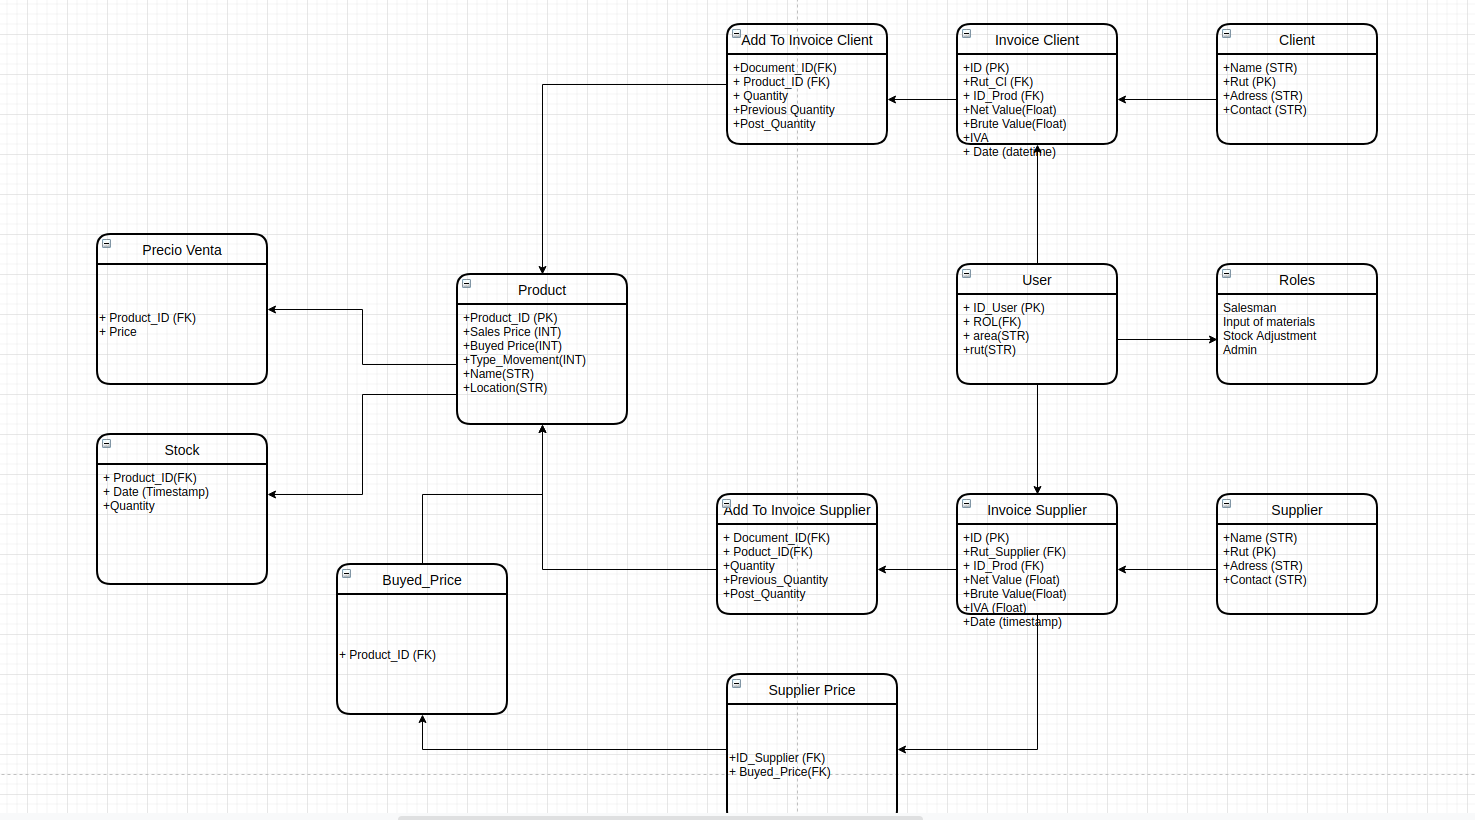 Add To Invoice Client
+Document_ID(FK)
+ Product_ID (FK)
+ Quantity
+Previous Quantity
+Post_Quantity
Invoice Client
+ID (PK)
+Rut_Cl (FK)
+ ID_Prod (FK)
+Net Value(Float)
+Brute Value(Float)
+IVA
+ Date (datetime)
Client
+Name (STR)
+Rut (PK)
+Adress (STR)
+Contact (STR)
Precio Venta
+ Product_ID (FK)
+ Price
Product
+Product_ID (PK)
+Sales Price (INT)
+Buyed Price(INT)
+Type_Movement(INT)
+Name(STR)
+Location(STR)
User
+ ID_User (PK)
+ ROL(FK)
+ area(STR)
+rut(STR)
Roles
Salesman
Input of materials
Stock Adjustment
Admin
Stock
+ Product_ID(FK)
+ Date (Timestamp)
+Quantity
Add To Invoice Supplier
+ Document_ID(FK)
+ Poduct_ID(FK)
+Quantity
+Previous_Quantity
+Post_Quantity
Invoice Supplier
+ID (PK)
+Rut_Supplier (FK)
+ ID_Prod (FK)
+Net Value (Float)
+Brute Value(Float)
+IVA (Float)
+Date (timestamp)
Supplier
+Name (STR)
+Rut (PK)
+Adress (STR)
+Contact (STR)
Buyed_Price
+ Product_ID (FK)
Supplier Price
+ID_Supplier (FK)
+ Buyed_Price(FK)